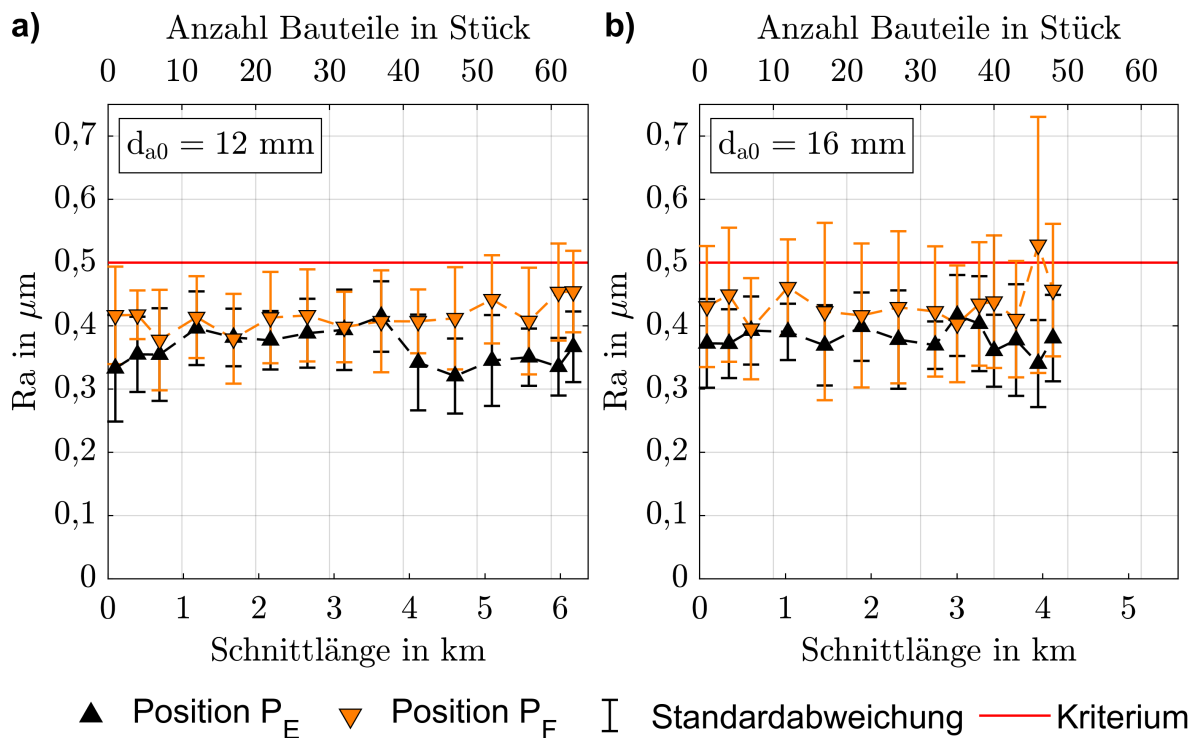 a)
Anzahl Bauteile in Stück
0 10 20 30 40 50 60
d_a0 = 12 mm
Ra in µm
0,7
0,6
0,5
0,4
0,3
0,2
0,1
0
0 1 2 3 4 5 6
Schnittlänge in km
b)
Anzahl Bauteile in Stück
0 10 20 30 40 50 60
d_a0 = 16 mm
Ra in µm
0,7
0,6
0,5
0,4
0,3
0,2
0,1
0
0 1 2 3 4 5
Schnittlänge in km
Position P_E Position P_F Standardabweichung Kriterium